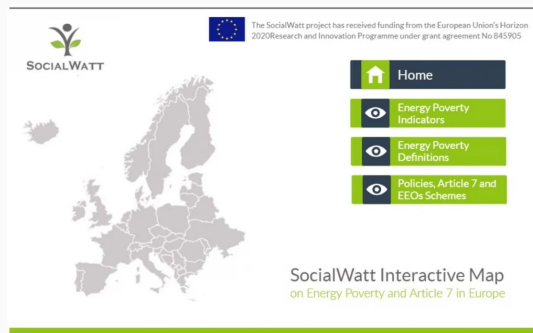 The SocialWatt project has received funding from the European Union's Horizon
2020Research and Innovation Programme under grant agreement No 845905
SOCIALWATT
Home
Energy Poverty
Indicators
Energy Poverty
Definitions
Policies, Article 7 and
EEOs Schemes
SocialWatt Interactive Map
on Energy Poverty and Article 7 in Europe